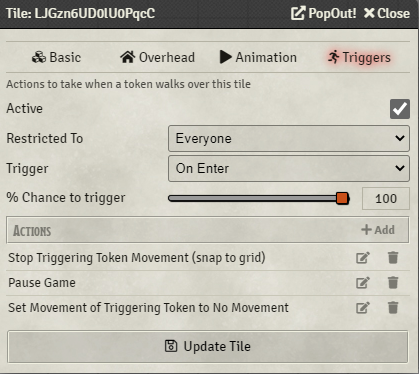 Tile: LJGzn6UD0lU0PqcC PopOut! Close
Basic Overhead Animation Triggers
Actions to take when a token walks over this tile
Active
Restricted To Everyone
Trigger On Enter
% Chance to trigger 100
Actions Add
Stop Triggering Token Movement (snap to grid)
Pause Game
Set Movement of Triggering Token to No Movement
Update Tile